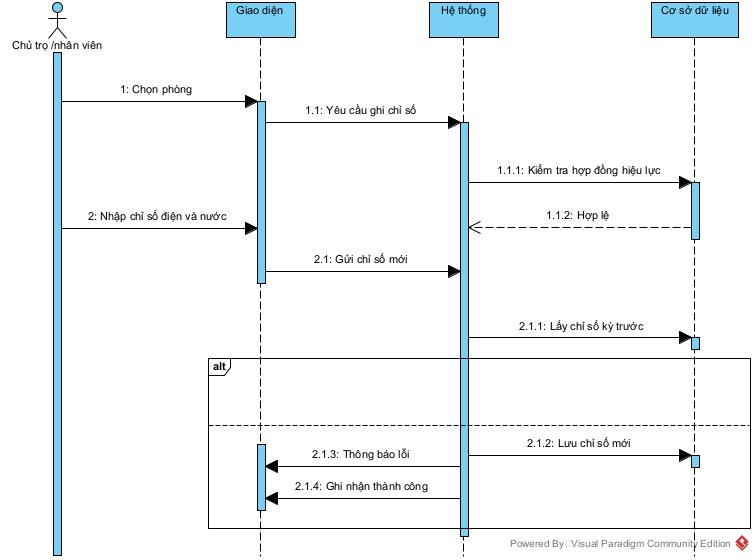 Giao diện
Hệ thống
Cơ sở dữ liệu
Chủ trọ /nhân viên
1: Chọn phòng
1.1: Yêu cầu ghi chỉ số
1.1.1: Kiểm tra hợp đồng hiệu lực
1.1.2: Hợp lệ
2: Nhập chỉ số điện và nước
2.1: Gửi chỉ số mới
2.1.1: Lấy chỉ số kỳ trước
alt
2.1.2: Lưu chỉ số mới
2.1.3: Thông báo lỗi
2.1.4: Ghi nhận thành công
Powered By Visual Paradigm Community Edition